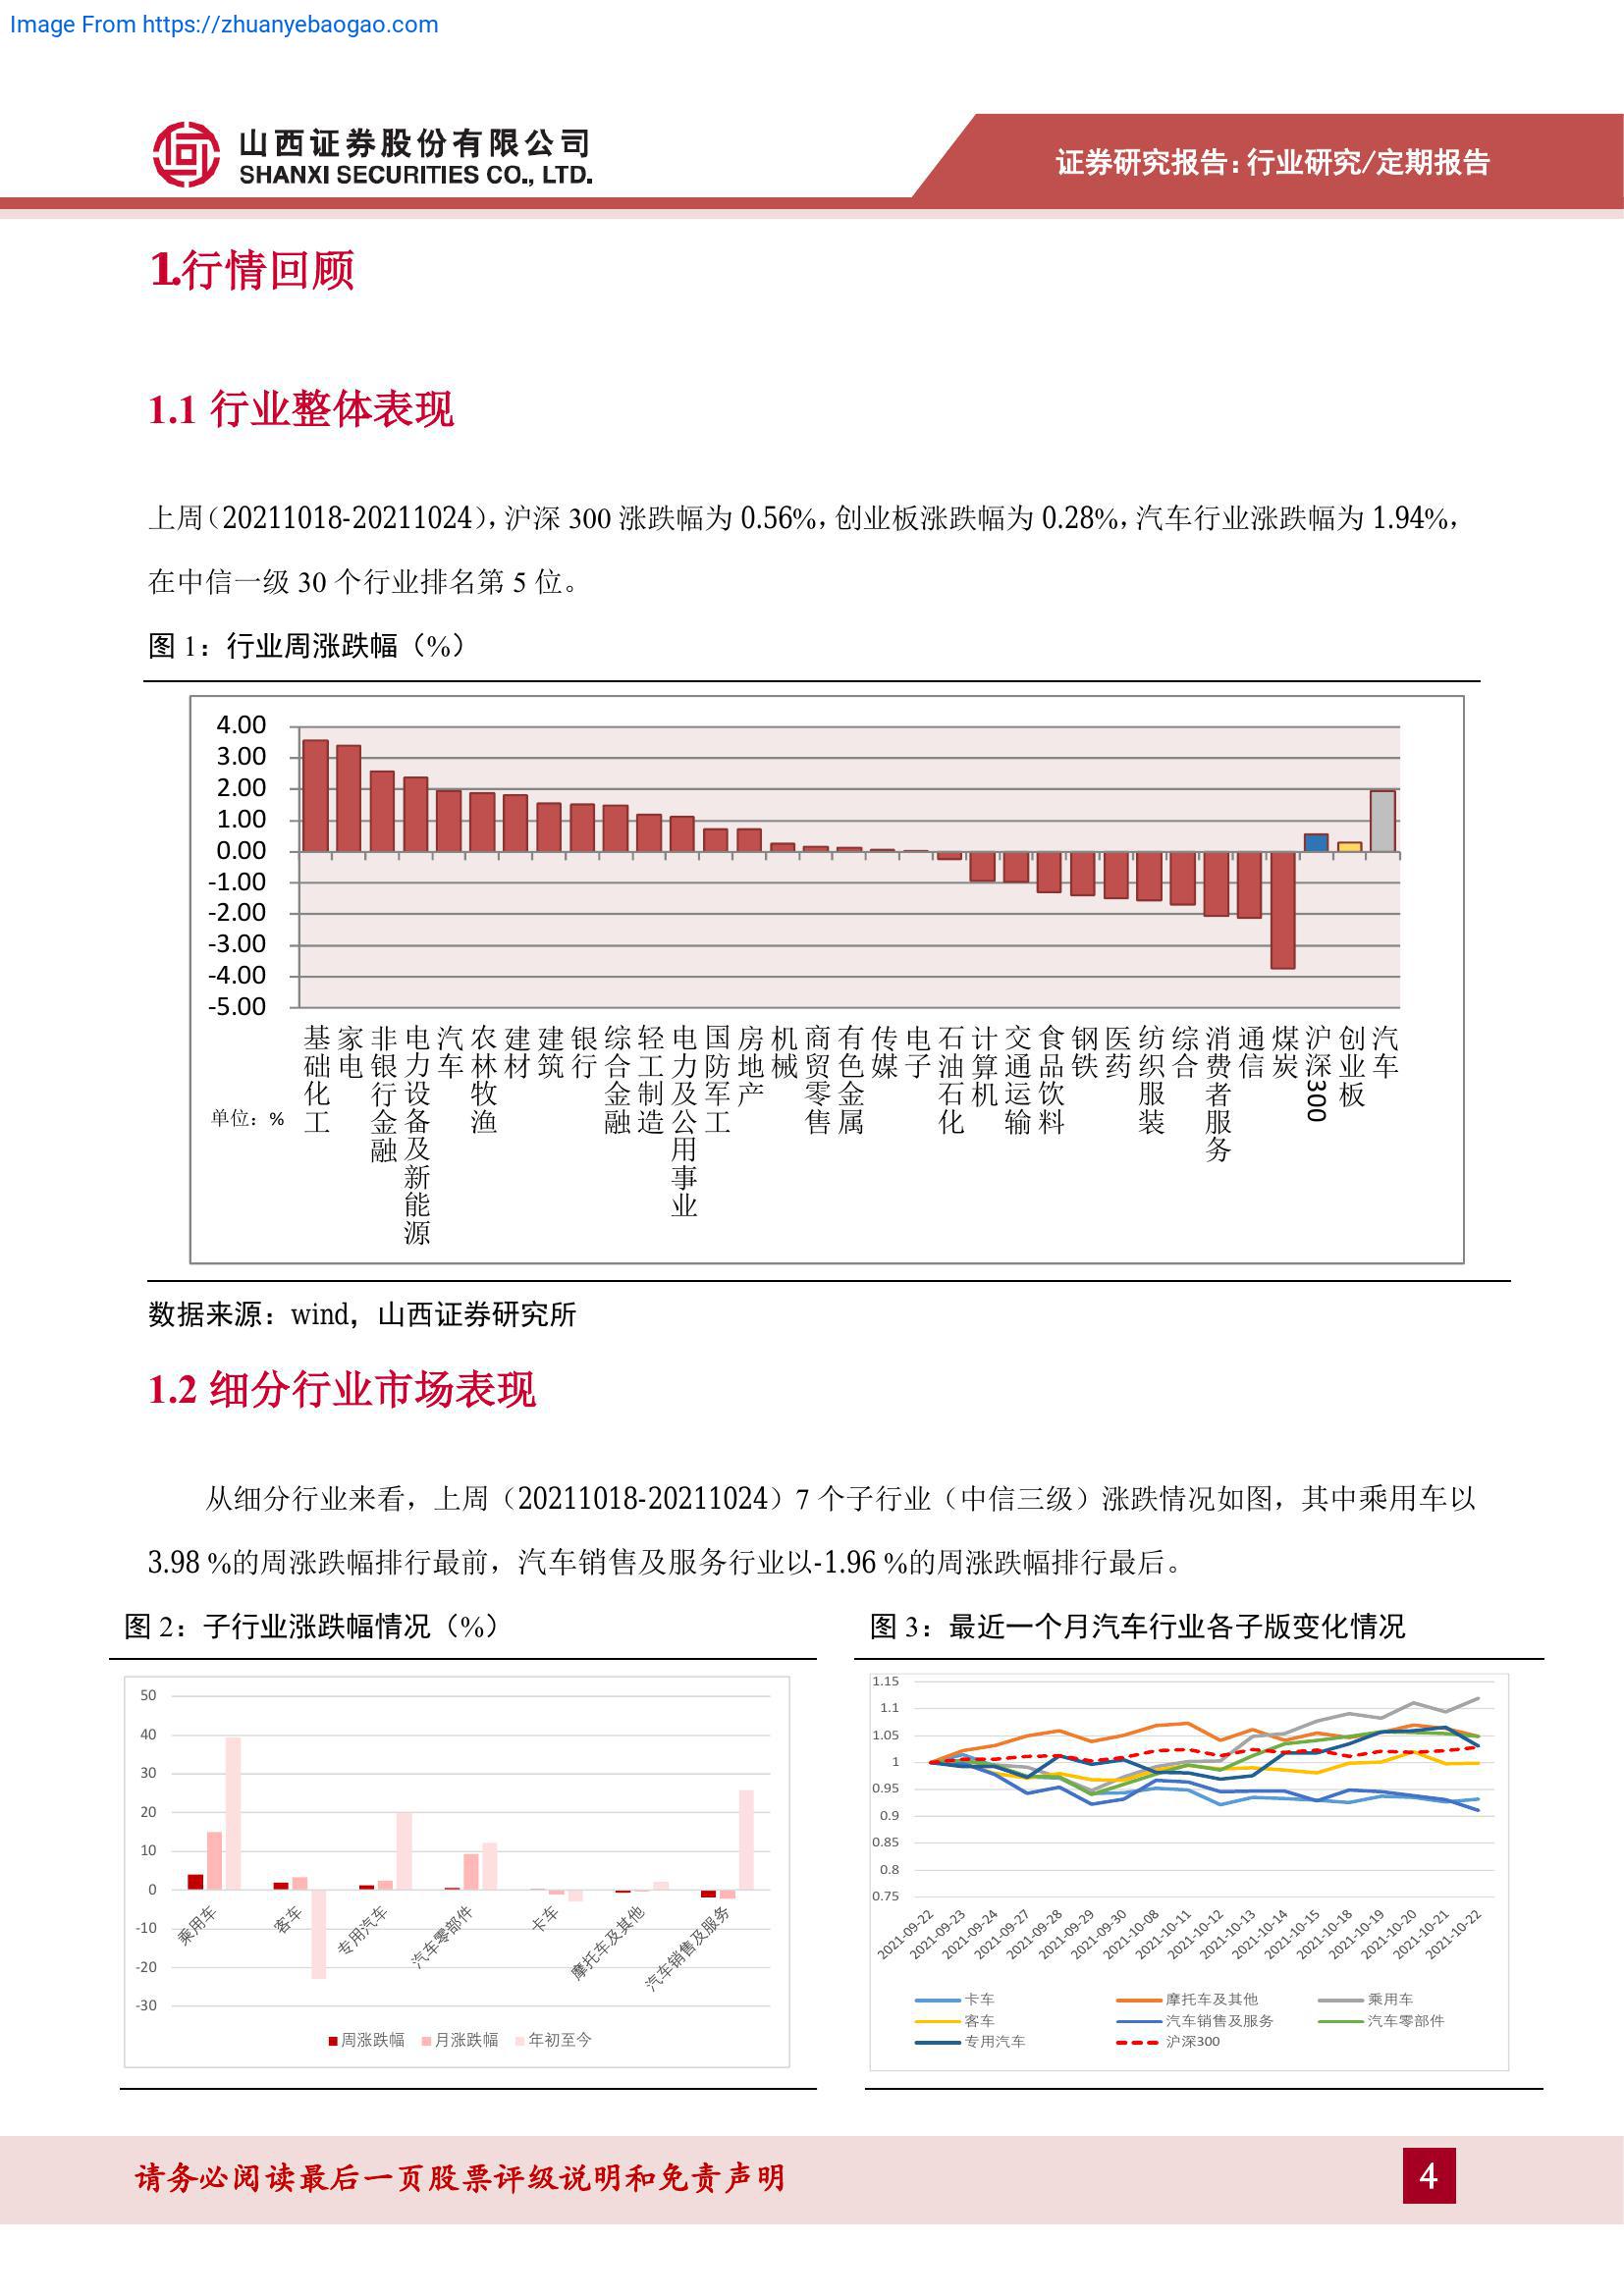 Image From https://zhuanyebaogao.com
山西证券股份有限公司
SHANXI SECURITIES CO., LTD.
证券研究报告:行业研究/定期报告
1.行情回顾
1.1 行业整体表现
上周（20211018-20211024），沪深 300 涨跌幅为 0.56%，创业板涨跌幅为 0.28%，汽车行业涨跌幅为 1.94%，
在中信一级 30 个行业排名第 5 位。
图 1：行业周涨跌幅（%）
4.00
3.00
2.00
1.00
0.00
-1.00
-2.00
-3.00
-4.00
-5.00
单位：%
基础化工
家电
非银行金融
电力设备及新能源
汽车
农林牧渔
建材
建筑
银行
综合金融
轻工制造
电力及公用事业
国防军工
房地产
机械
商贸零售
有色金属
传媒
电子
石油石化
计算机
交通运输
食品饮料
钢铁
医药
纺织服装
综合
消费者服务
通信
煤炭
沪深300
创业板
汽车
数据来源：wind，山西证券研究所
1.2 细分行业市场表现
从细分行业来看，上周（20211018-20211024）7 个子行业（中信三级）涨跌情况如图，其中乘用车以
3.98 %的周涨跌幅排行最前，汽车销售及服务行业以-1.96 %的周涨跌幅排行最后。
图 2：子行业涨跌幅情况（%）
50
40
30
20
10
0
-10
-20
-30
乘用车
客车
专用汽车
汽车零部件
卡车
摩托车及其他
汽车销售及服务
周涨跌幅 月涨跌幅 年初至今
图 3：最近一个月汽车行业各子版变化情况
1.15
1.1
1.05
1
0.95
0.9
0.85
0.8
0.75
2021-09-22
2021-09-23
2021-09-24
2021-09-27
2021-09-28
2021-09-29
2021-09-30
2021-10-08
2021-10-11
2021-10-12
2021-10-13
2021-10-14
2021-10-15
2021-10-18
2021-10-19
2021-10-20
2021-10-21
2021-10-22
卡车 摩托车及其他 乘用车
客车 汽车销售及服务 汽车零部件
专用汽车 沪深300
请务必阅读最后一页股票评级说明和免责声明
4